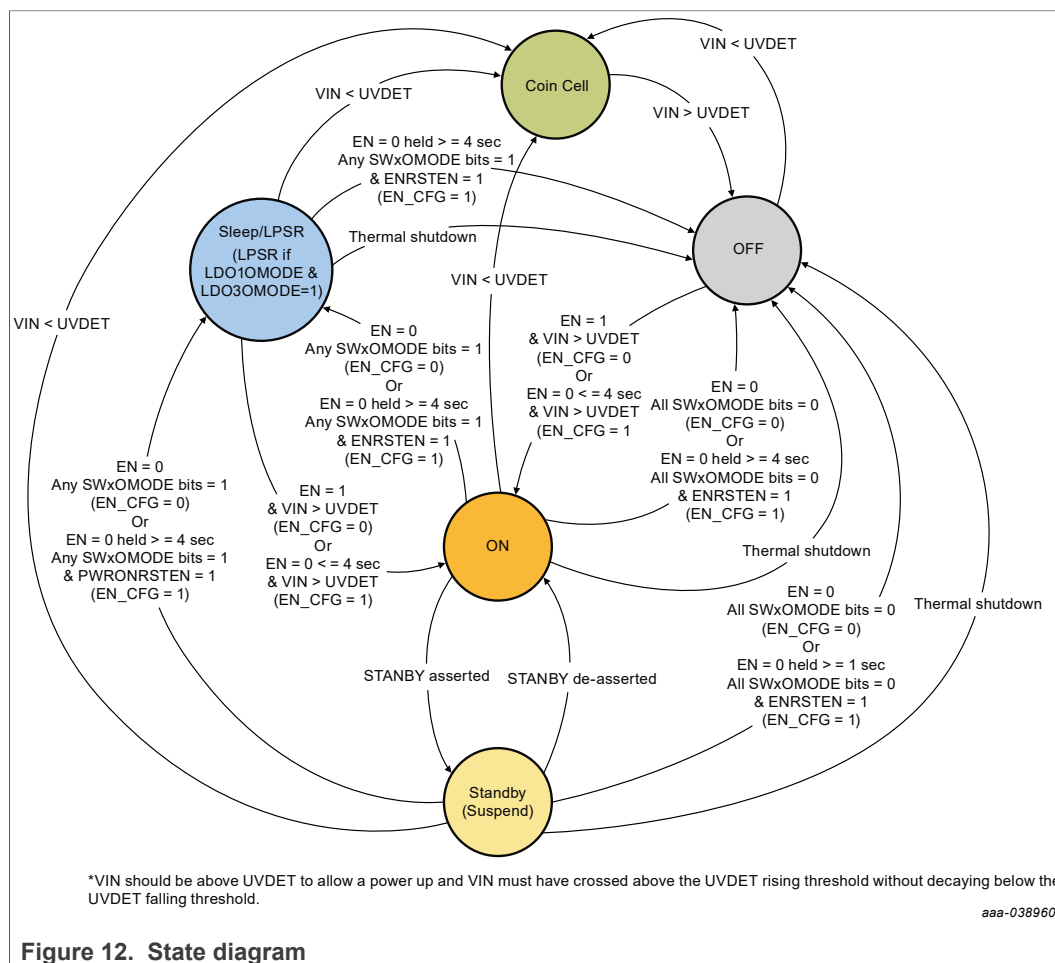 VIN < UVDET
Coin Cell
VIN < UVDET
VIN > UVDET
EN = 0 held > = 4 sec
Any SWxOMODE bits = 1
& ENRSTEN = 1
(EN_CFG = 1)
Sleep/LPSR
(LPSR if
LDO1OMODE &
LDO3OMODE=1)
Thermal shutdown
OFF
VIN < UVDET
VIN < UVDET
EN = 0
Any SWxOMODE bits = 1
(EN_CFG = 0)
Or
EN = 0 held > = 4 sec
Any SWxOMODE bits = 1
& ENRSTEN = 1
(EN_CFG = 1)
EN = 1
& VIN > UVDET
(EN_CFG = 0
Or
EN = 0 < = 4 sec
& VIN > UVDET
(EN_CFG = 1
EN = 0
All SWxOMODE bits = 0
(EN_CFG = 0)
Or
EN = 0 held > = 4 sec
All SWxOMODE bits = 0
& ENRSTEN = 1
(EN_CFG = 1)
EN = 0
Any SWxOMODE bits = 1
(EN_CFG = 0)
Or
EN = 0 held > = 4 sec
Any SWxOMODE bits = 1
& PWRONRSTEN = 1
(EN_CFG = 1)
EN = 1
& VIN > UVDET
(EN_CFG = 0)
Or
EN = 0 < = 4 sec
& VIN > UVDET
(EN_CFG = 1)
ON
Thermal shutdown
Thermal shutdown
EN = 0
All SWxOMODE bits = 0
(EN_CFG = 0)
Or
EN = 0 held > = 1 sec
All SWxOMODE bits = 0
& ENRSTEN = 1
(EN_CFG = 1)
STANBY asserted
STANBY de-asserted
Standby
(Suspend)
*VIN should be above UVDET to allow a power up and VIN must have crossed above the UVDET rising threshold without decaying below the
UVDET falling threshold.
aaa-038960
Figure 12. State diagram